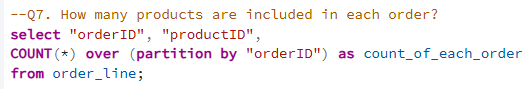 --Q7. How many products are included in each order?
select "orderID", "productID",
COUNT(*) over (partition by "orderID") as count_of_each_order
from order_line;